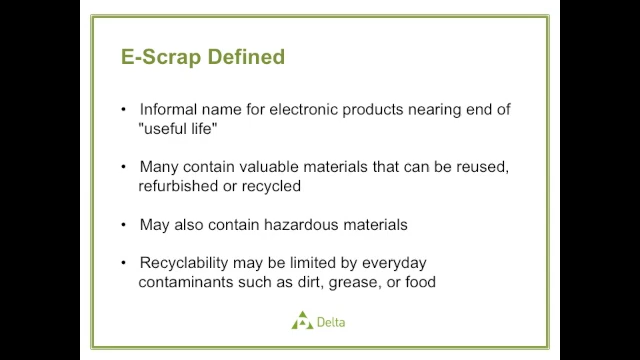 E-Scrap Defined
• Informal name for electronic products nearing end of
"useful life"
• Many contain valuable materials that can be reused,
refurbished or recycled
• May also contain hazardous materials
• Recyclability may be limited by everyday
contaminants such as dirt, grease, or food
Delta